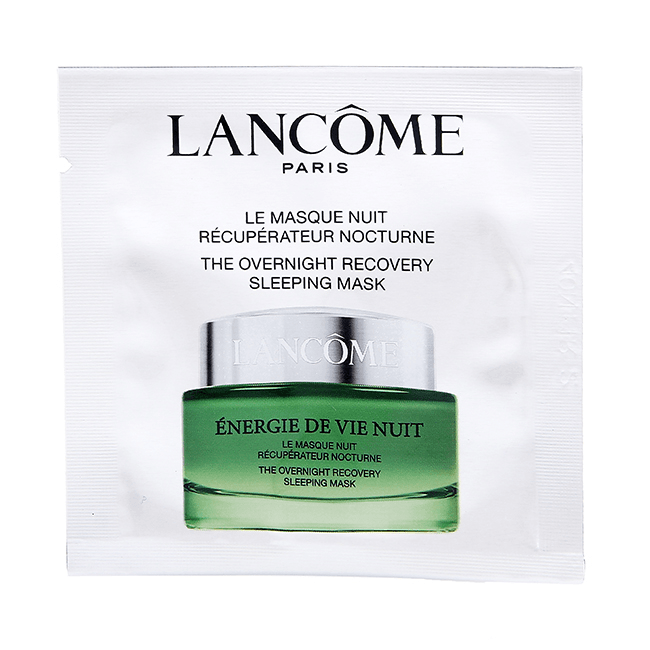 LANCÔME
PARIS
LE MASQUE NUIT
RÉCUPÉRATEUR NOCTURNE
THE OVERNIGHT RECOVERY
SLEEPING MASK
LANCÔME
ÉNERGIE DE VIE NUIT
LE MASQUE NUIT
RÉCUPÉRATEUR NOCTURNE
THE OVERNIGHT RECOVERY
SLEEPING MASK